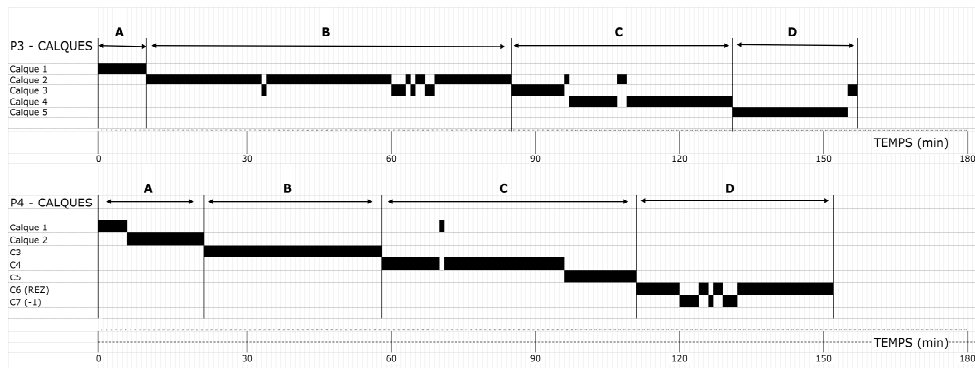 A B C D
P3 - CALQUES
Calque 1
Calque 2
Calque 3
Calque 4
Calque 5
TEMPS (min)
0 30 60 90 120 150 180
A B C D
P4 - CALQUES
Calque 1
Calque 2
C3
C4
C5
C6 (REZ)
C7 (-1)
TEMPS (min)
0 30 60 90 120 150 180